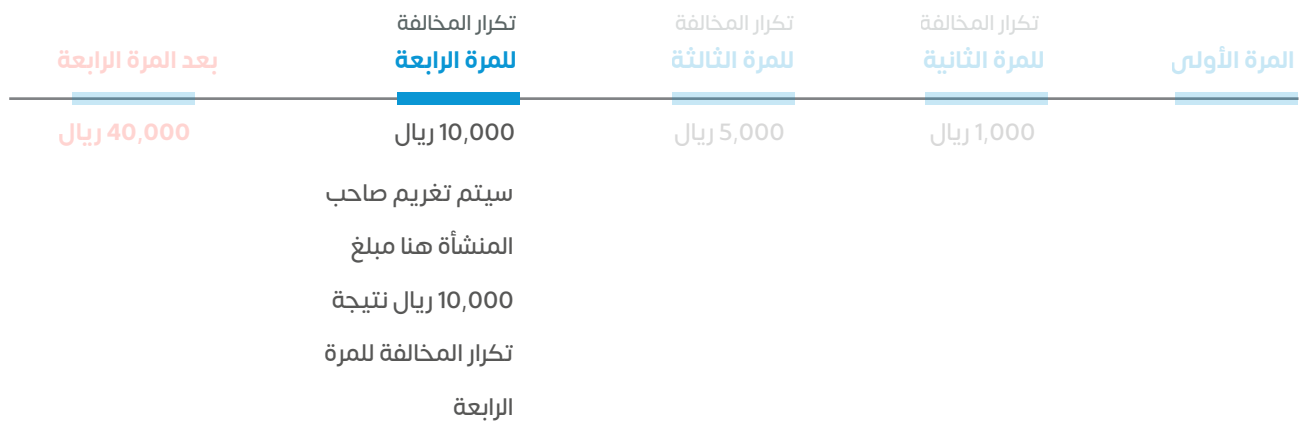 تكرار المخالفة
تكرار المخالفة
تكرار المخالفة
المرة الأولى
للمرة الثانية
للمرة الثالثة
للمرة الرابعة
بعد المرة الرابعة
1,000 ريال
5,000 ريال
10,000 ريال
40,000 ريال
سيتم تغريم صاحب
المنشأة هنا مبلغ
10,000 ريال نتيجة
تكرار المخالفة للمرة
الرابعة